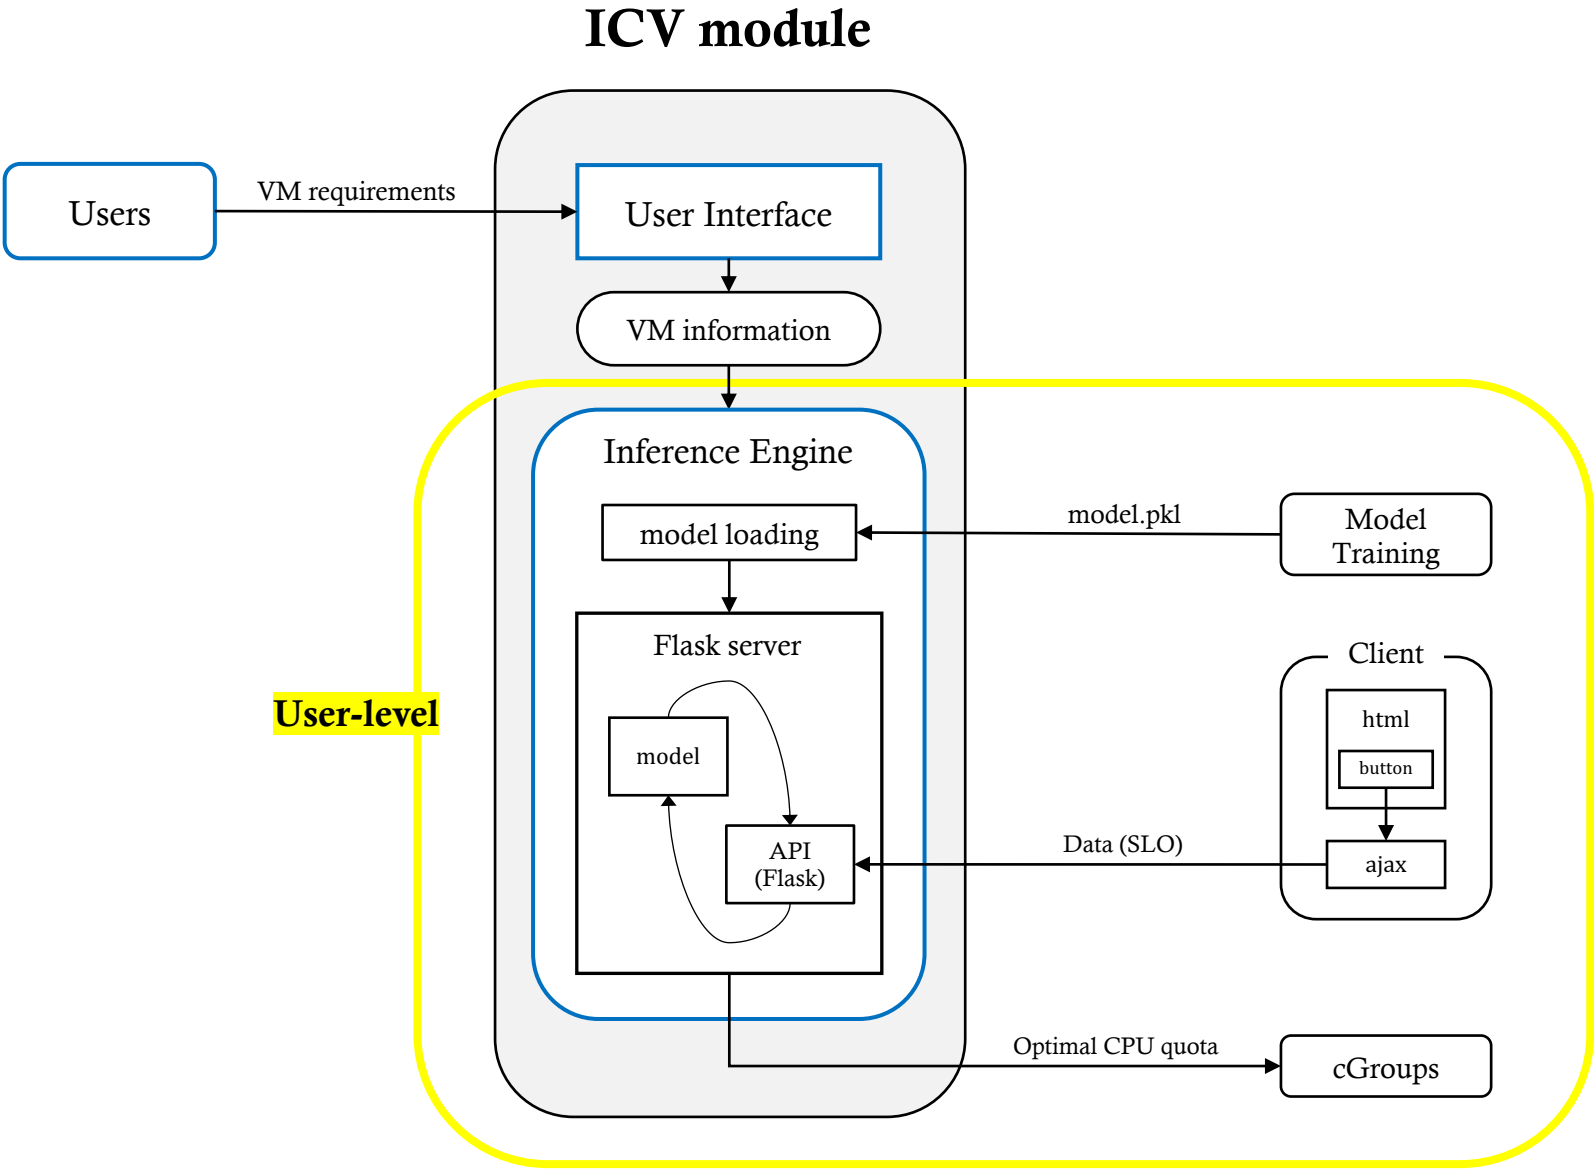 ICV module
Users
VM requirements
User Interface
VM information
Inference Engine
model loading
model.pkl
Model
Training
Flask server
model
API
(Flask)
User-level
Client
html
button
ajax
Data (SLO)
Optimal CPU quota
cGroups